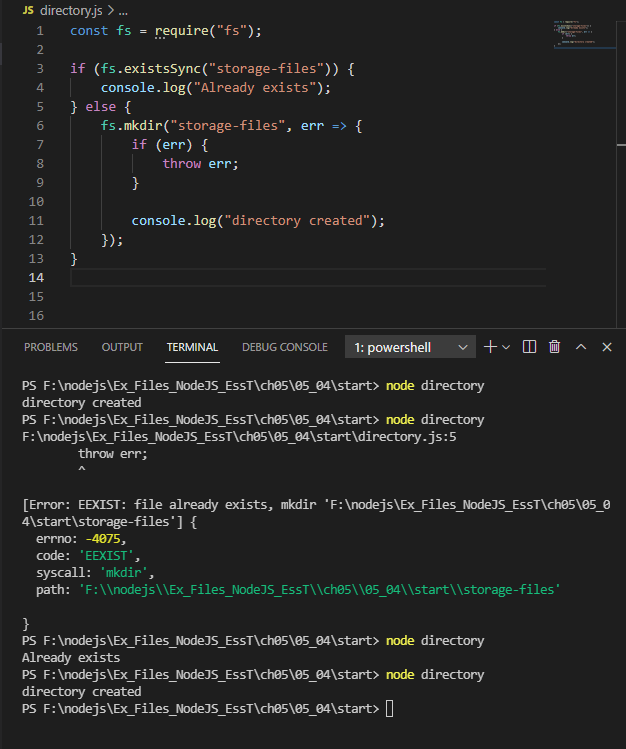 JS directory.js > ...
1 const fs = require("fs");
2
3 if (fs.existsSync("storage-files")) {
4     console.log("Already exists");
5 } else {
6     fs.mkdir("storage-files", err => {
7         if (err) {
8             throw err;
9         }
10
11         console.log("directory created");
12     });
13 }
14
15
16
PROBLEMS OUTPUT TERMINAL DEBUG CONSOLE 1: powershell
PS F:\nodejs\Ex_Files_NodeJS_EssT\ch05\05_04\start> node directory
directory created
PS F:\nodejs\Ex_Files_NodeJS_EssT\ch05\05_04\start> node directory
F:\nodejs\Ex_Files_NodeJS_EssT\ch05\05_04\start\directory.js:5
        throw err;
        ^
[Error: EEXIST: file already exists, mkdir 'F:\nodejs\Ex_Files_NodeJS_EssT\ch05\05_0
4\start\storage-files'] {
  errno: -4075,
  code: 'EEXIST',
  syscall: 'mkdir',
  path: 'F:\\nodejs\\Ex_Files_NodeJS_EssT\\ch05\\05_04\\start\\storage-files'
}
PS F:\nodejs\Ex_Files_NodeJS_EssT\ch05\05_04\start> node directory
Already exists
PS F:\nodejs\Ex_Files_NodeJS_EssT\ch05\05_04\start> node directory
directory created
PS F:\nodejs\Ex_Files_NodeJS_EssT\ch05\05_04\start>